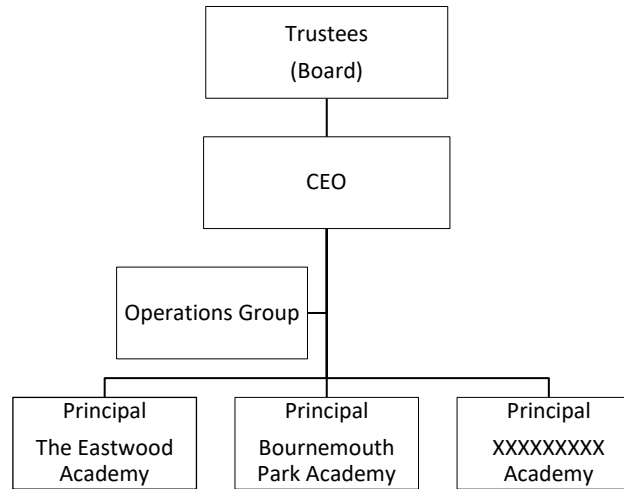 Trustees
(Board)
CEO
Operations Group
Principal
The Eastwood
Academy
Principal
Bournemouth
Park Academy
Principal
XXXXXXXXX
Academy